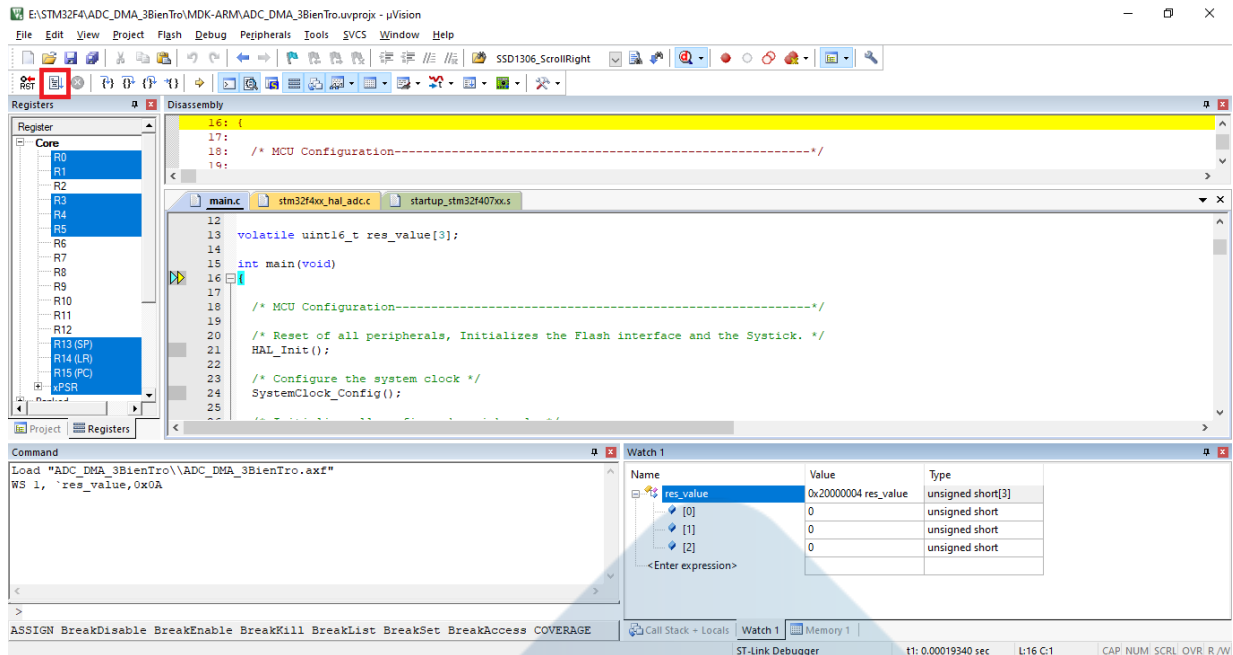 E:\STM32F4\ADC_DMA_3BienTro\MDK-ARM\ADC_DMA_3BienTro.uvprojx - µVision
File Edit View Project Flash Debug Peripherals Tools SVCS Window Help
SSD1306_ScrollRight
RST
Registers
Disassembly
Register
Core
R0
R1
R2
R3
R4
R5
R6
R7
R8
R9
R10
R11
R12
R13 (SP)
R14 (LR)
R15 (PC)
xPSR
Banked
Project Registers
16: {
17:
18: /* MCU Configuration----------------------------------------------------------*/
19:
main.c stm32f4xx_hal_adc.c startup_stm32f407xx.s
12
13 volatile uint16_t res_value[3];
14
15 int main(void)
16 {
17
18 /* MCU Configuration----------------------------------------------------------*/
19
20 /* Reset of all peripherals, Initializes the Flash interface and the Systick. */
21 HAL_Init();
22
23 /* Configure the system clock */
24 SystemClock_Config();
25
Command
Load "ADC_DMA_3BienTro\\ADC_DMA_3BienTro.axf"
WS 1, `res_value,0x0A
>
ASSIGN BreakDisable BreakEnable BreakKill BreakList BreakSet BreakAccess COVERAGE
Watch 1
Name Value Type
res_value 0x20000004 res_value unsigned short[3]
[0] 0 unsigned short
[1] 0 unsigned short
[2] 0 unsigned short
<Enter expression>
Call Stack + Locals Watch 1 Memory 1
ST-Link Debugger t1: 0.00019340 sec L:16 C:1 CAP NUM SCRL OVR R/W